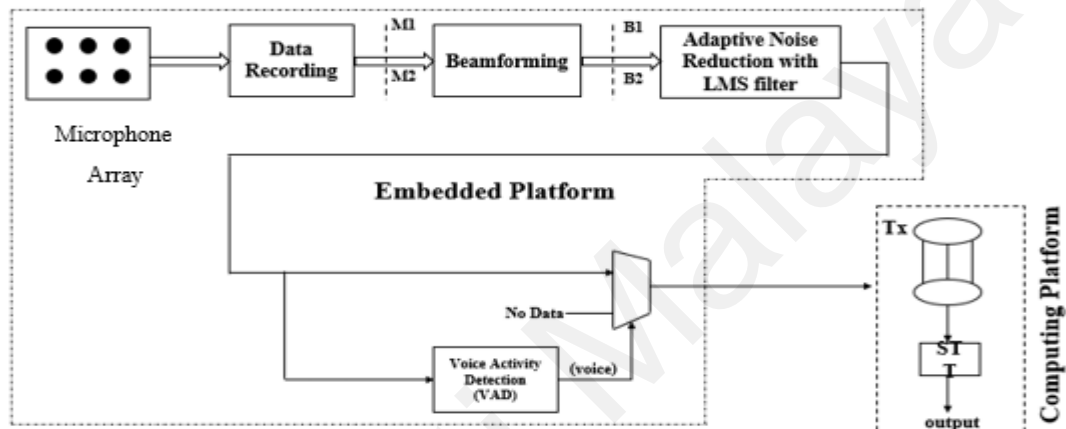 Microphone
Array
Data
Recording
M1
M2
Beamforming
B1
B2
Adaptive Noise
Reduction with
LMS filter
Embedded Platform
No Data
Voice Activity
Detection
(VAD)
(voice)
Tx
ST
T
output
Computing Platform
i Malaya